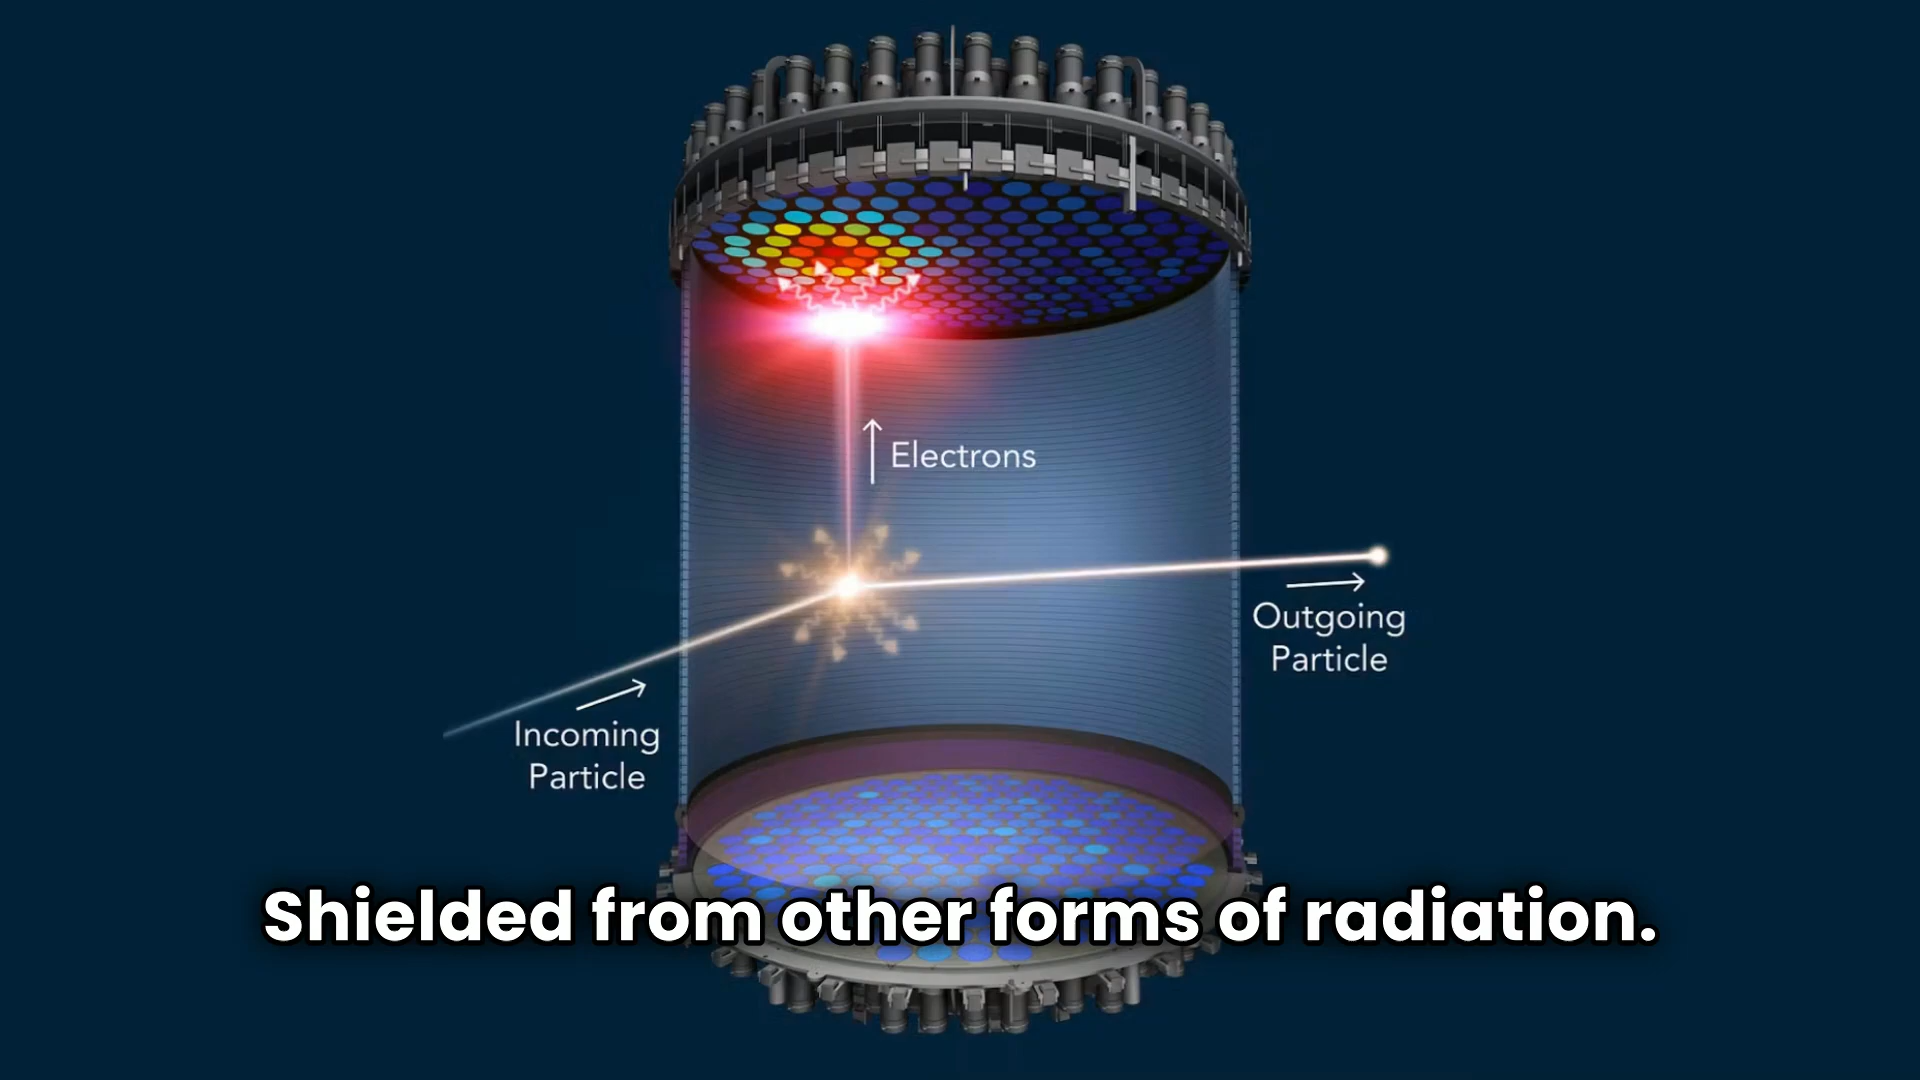 Electrons
Outgoing
Particle
Incoming
Particle
Shielded from other forms of radiation.